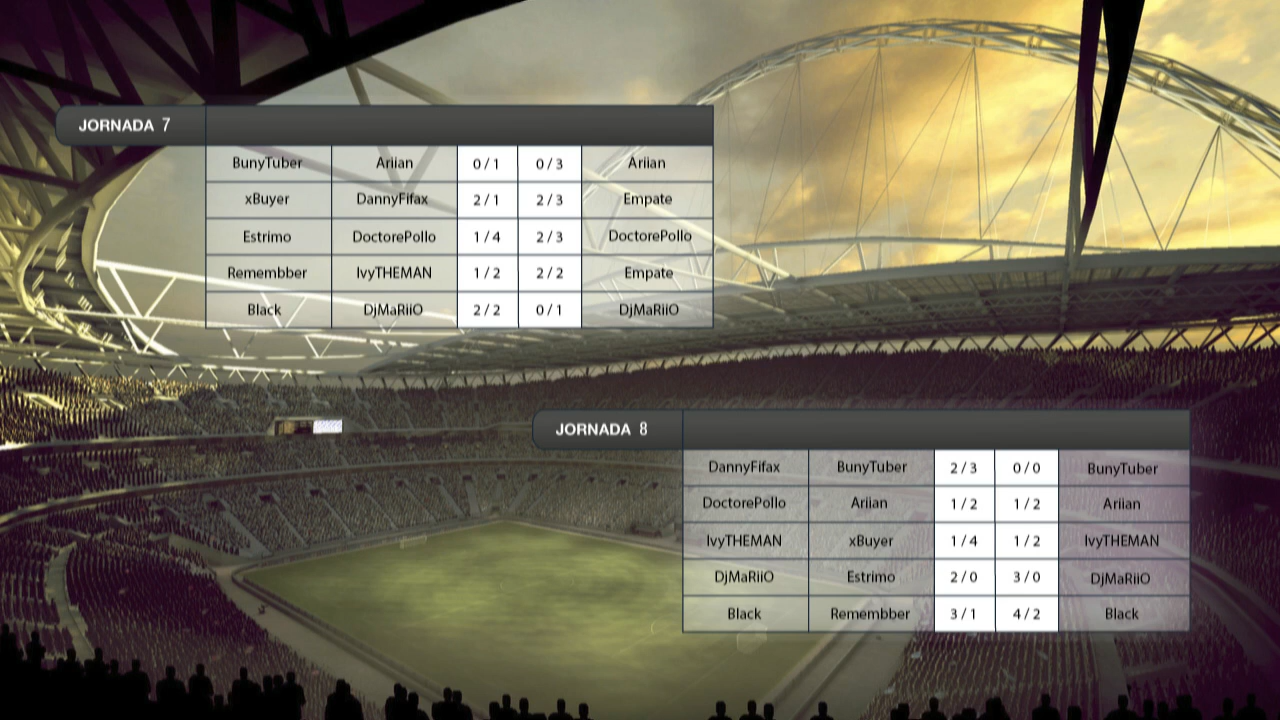 JORNADA 7
BunyTuber Ariian 0 / 1 0 / 3 Ariian
xBuyer DannyFifax 2 / 1 2 / 3 Empate
Estrimo DoctorePollo 1 / 4 2 / 3 DoctorePollo
Remembber IvyTHEMAN 1 / 2 2 / 2 Empate
Black DjMaRiiO 2 / 2 0 / 1 DjMaRiiO
JORNADA 8
DannyFifax BunyTuber 2 / 3 0 / 0 BunyTuber
DoctorePollo Ariian 1 / 2 1 / 2 Ariian
IvyTHEMAN xBuyer 1 / 4 1 / 2 IvyTHEMAN
DjMaRiiO Estrimo 2 / 0 3 / 0 DjMaRiiO
Black Remembber 3 / 1 4 / 2 Black